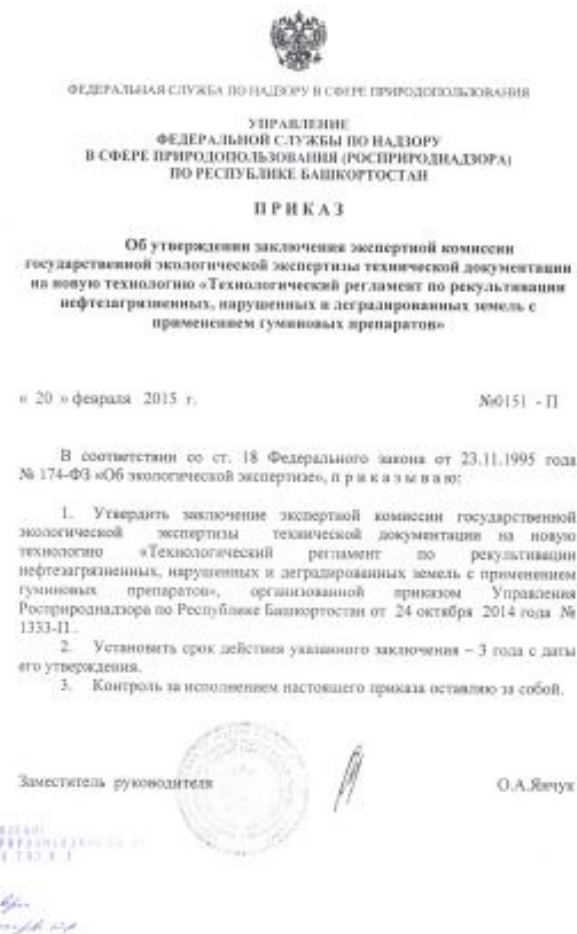 ФЕДЕРАЛЬНАЯ СЛУЖБА ПО НАДЗОРУ В СФЕРЕ ПРИРОДОПОЛЬЗОВАНИЯ
УПРАВЛЕНИЕ
ФЕДЕРАЛЬНОЙ СЛУЖБЫ ПО НАДЗОРУ
В СФЕРЕ ПРИРОДОПОЛЬЗОВАНИЯ (РОСПРИРОДНАДЗОРА)
ПО РЕСПУБЛИКЕ БАШКОРТОСТАН
П Р И К А З
Об утверждении заключения экспертной комиссии
государственной экологической экспертизы технической документации
на новую технологию «Технологический регламент по рекультивации
нефтезагрязненных, нарушенных и деградированных земель с
применением гуминовых препаратов»
« 20 » февраля 2015 г.
№0151 - П
В соответствии со ст. 18 Федерального закона от 23.11.1995 года
№ 174-ФЗ «Об экологической экспертизе», п р и к а з ы в а ю:
1. Утвердить заключение экспертной комиссии государственной
экологической экспертизы технической документации на новую
технологию «Технологический регламент по рекультивации
нефтезагрязненных, нарушенных и деградированных земель с применением
гуминовых препаратов», организованной приказом Управления
Росприроднадзора по Республике Башкортостан от 24 октября 2014 года №
1333-П.
2. Установить срок действия указанного заключения – 3 года с даты
его утверждения.
3. Контроль за исполнением настоящего приказа оставляю за собой.
Заместитель руководителя
О.А.Янчук